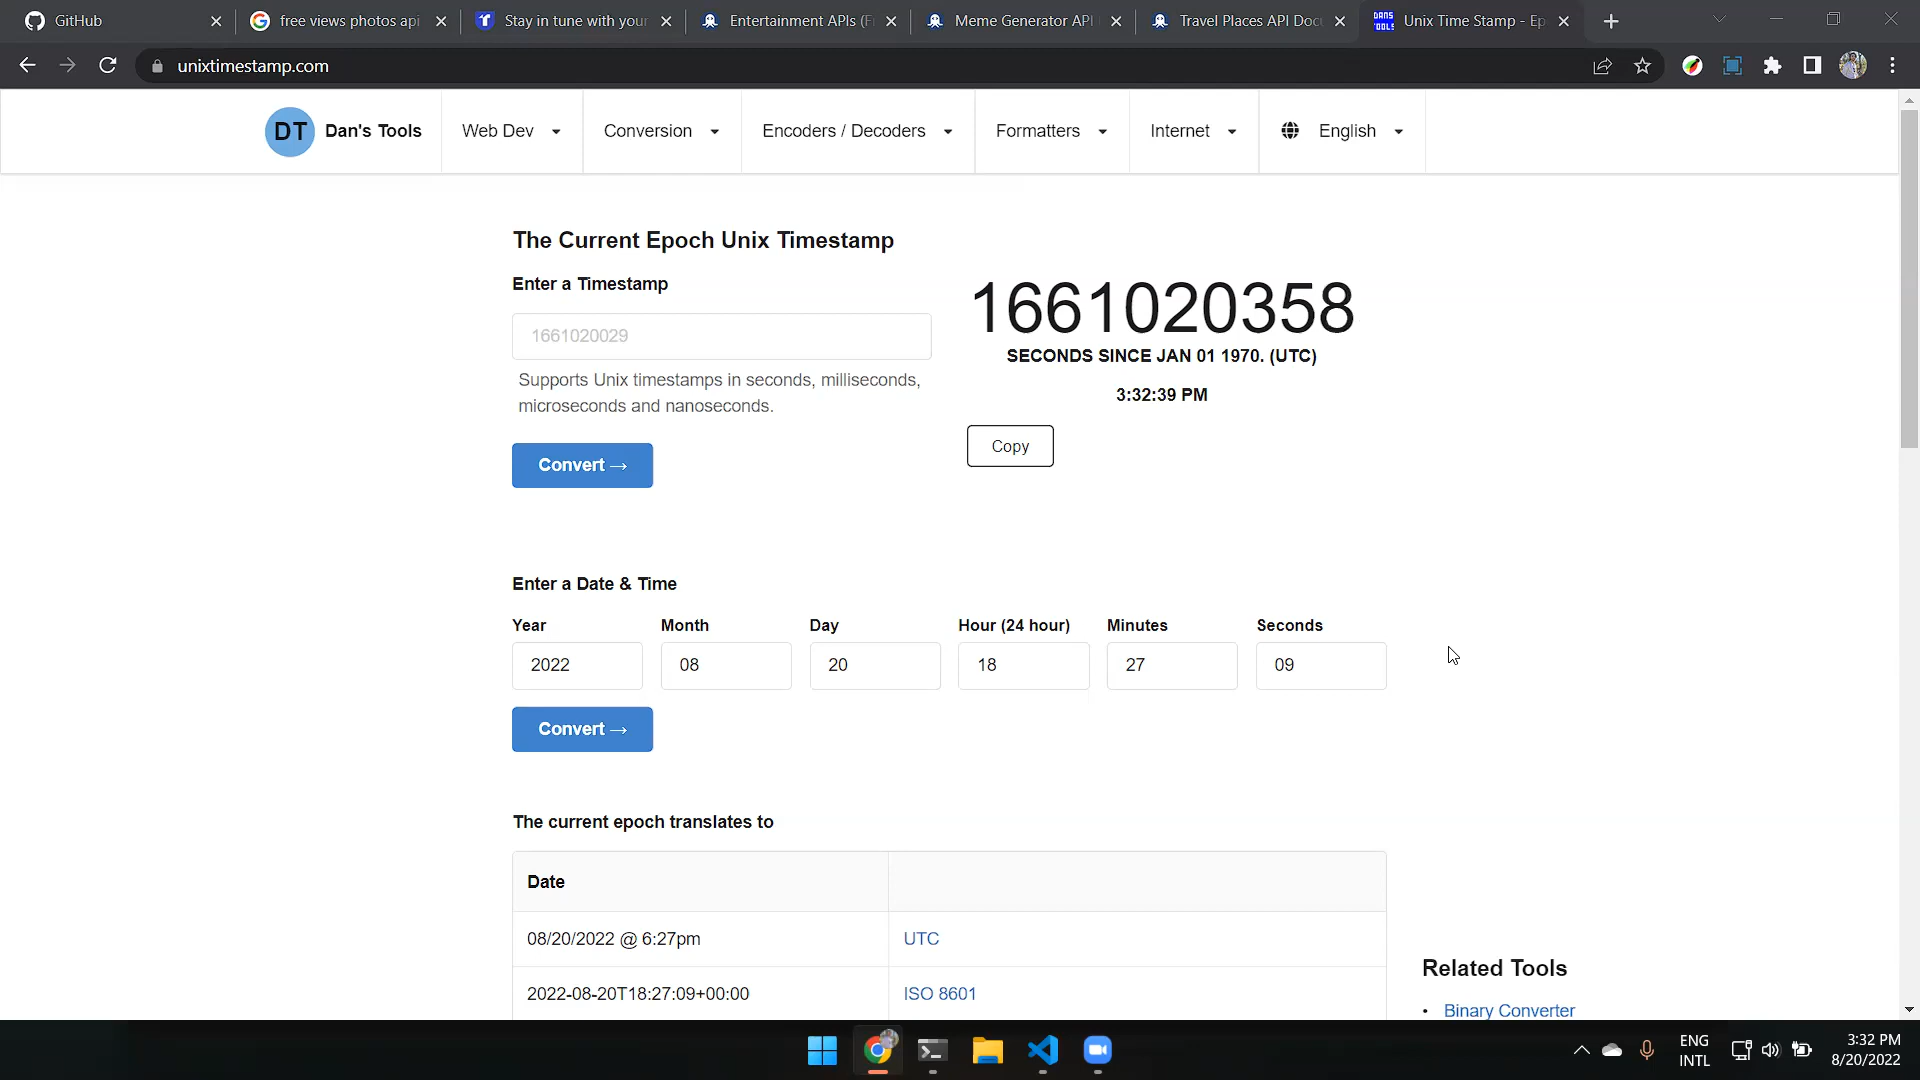 GitHub
free views photos api
Stay in tune with your
Entertainment APIs (F
Meme Generator API
Travel Places API Doc
DANS TOOLS
Unix Time Stamp - Ep
unixtimestamp.com
DT Dan's Tools
Web Dev
Conversion
Encoders / Decoders
Formatters
Internet
English
The Current Epoch Unix Timestamp
Enter a Timestamp
1661020029
Supports Unix timestamps in seconds, milliseconds,
microseconds and nanoseconds.
Convert →
1661020358
SECONDS SINCE JAN 01 1970. (UTC)
3:32:39 PM
Copy
Enter a Date & Time
Year Month Day Hour (24 hour) Minutes Seconds
2022 08 20 18 27 09
Convert →
The current epoch translates to
Date
08/20/2022 @ 6:27pm UTC
2022-08-20T18:27:09+00:00 ISO 8601
Related Tools
• Binary Converter
ENG
INTL
3:32 PM
8/20/2022